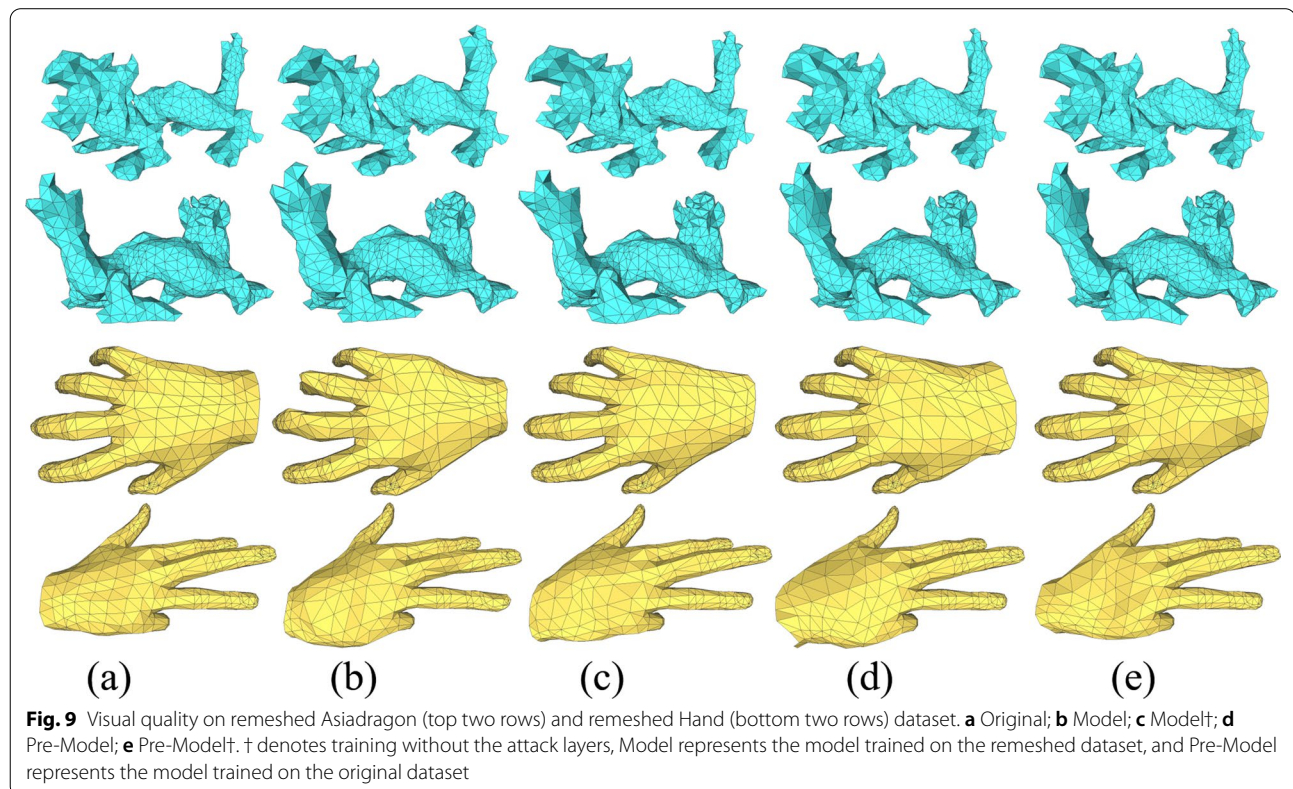 (a) (b) (c) (d) (e)
Fig. 9 Visual quality on remeshed Asiadragon (top two rows) and remeshed Hand (bottom two rows) dataset. a Original; b Model; c Model†; d
Pre-Model; e Pre-Model†. † denotes training without the attack layers, Model represents the model trained on the remeshed dataset, and Pre-Model
represents the model trained on the original dataset